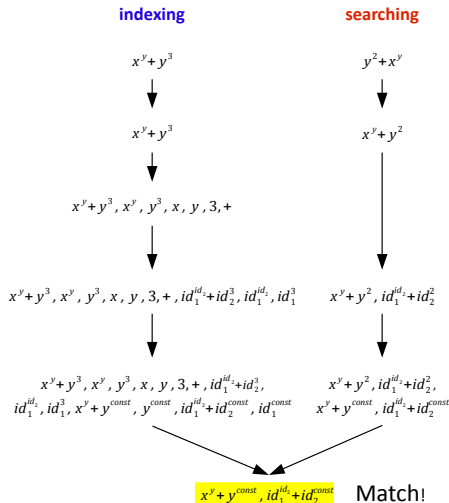 indexing searching
x^y + y^3 y^2 + x^y
x^y + y^3 x^y + y^2
x^y + y^3 , x^y , y^3 , x , y , 3, +
x^y + y^3 , x^y , y^3 , x , y , 3, + , id_1^{id_2} + id_2^3 , id_1^{id_2} , id_1^3 x^y + y^2 , id_1^{id_2} + id_2^2
x^y + y^3 , x^y , y^3 , x , y , 3, + , id_1^{id_2} + id_2^3 , x^y + y^2 , id_1^{id_2} + id_2^2 ,
id_1^{id_2} , id_1^3 , x^y + y^{const} , y^{const} , id_1^{id_2} + id_2^{const} , id_1^{const} x^y + y^{const} , id_1^{id_2} + id_2^{const}
x^y + y^{const} , id_1^{id_2} + id_2^{const} Match!